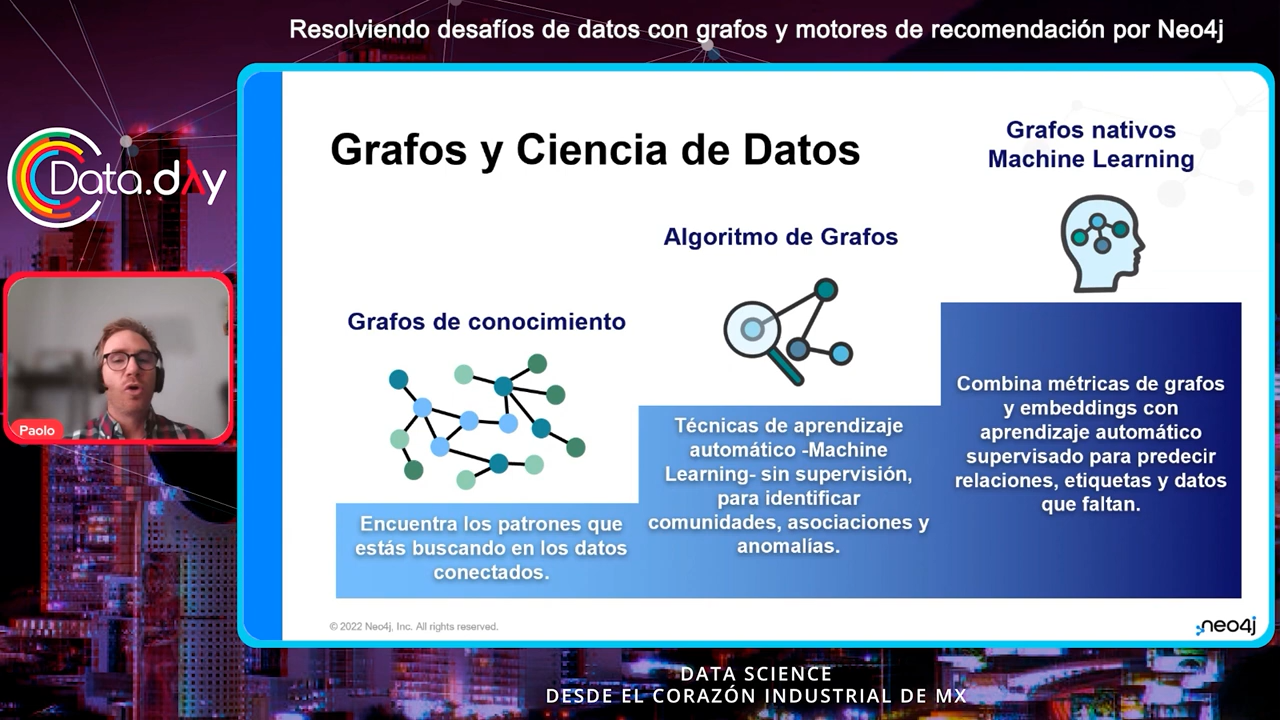 Resolviendo desafíos de datos con grafos y motores de recomendación por Neo4j
Data.day
Paolo
Grafos y Ciencia de Datos
Grafos de conocimiento
Encuentra los patrones que
estás buscando en los datos
conectados.
Algoritmo de Grafos
Técnicas de aprendizaje
automático -Machine
Learning- sin supervisión,
para identificar
comunidades, asociaciones y
anomalías.
Grafos nativos
Machine Learning
Combina métricas de grafos
y embeddings con
aprendizaje automático
supervisado para predecir
relaciones, etiquetas y datos
que faltan.
© 2022 Neo4j, Inc. All rights reserved.
neo4j
DATA SCIENCE
DESDE EL CORAZÓN INDUSTRIAL DE MX